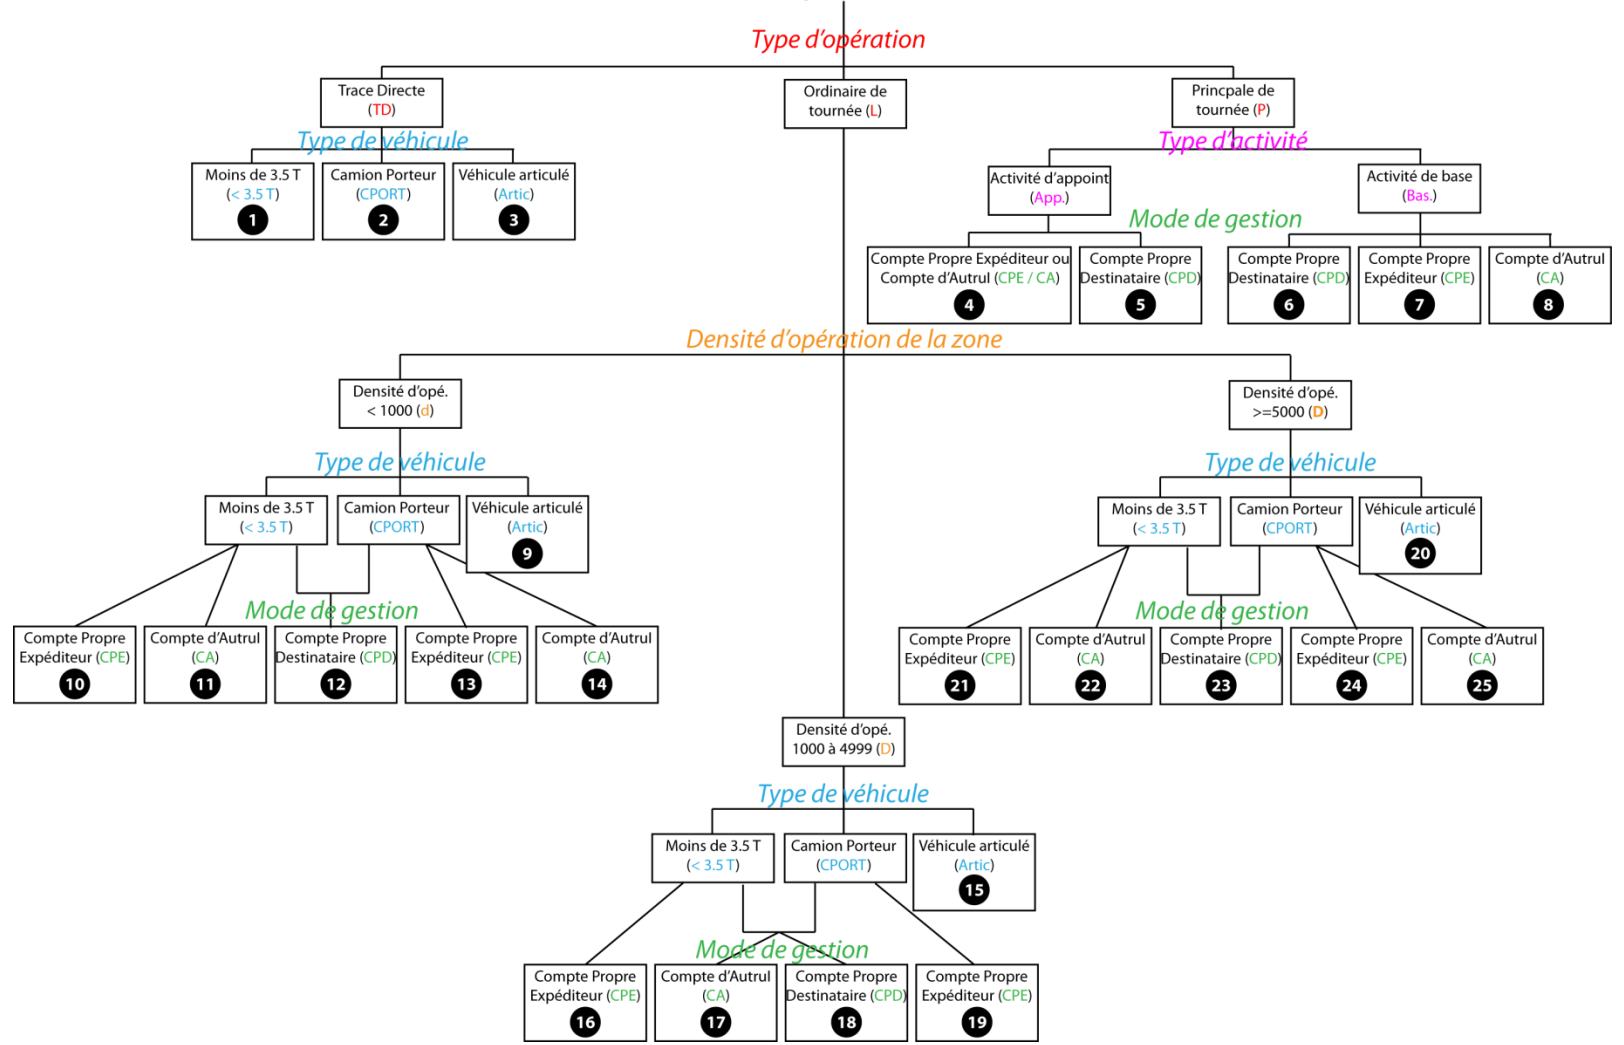 Type d'opération
Trace Directe
(TD)
Ordinaire de
tournée (L)
Princpale de
tournée (P)
Type de véhicule
Type d'activité
Moins de 3.5 T
(< 3.5 T)
1
Camion Porteur
(CPORT)
2
Véhicule articulé
(Artic)
3
Activité d'appoint
(App.)
Activité de base
(Bas.)
Mode de gestion
Compte Propre Expéditeur ou
Compte d'Autrul (CPE / CA)
4
Compte Propre
Destinataire (CPD)
5
Compte Propre
Destinataire (CPD)
6
Compte Propre
Expéditeur (CPE)
7
Compte d'Autrul
(CA)
8
Densité d'opération de la zone
Densité d'opé.
< 1000 (d)
Densité d'opé.
>=5000 (D)
Type de véhicule
Type de véhicule
Moins de 3.5 T
(< 3.5 T)
Camion Porteur
(CPORT)
Véhicule articulé
(Artic)
9
Moins de 3.5 T
(< 3.5 T)
Camion Porteur
(CPORT)
Véhicule articulé
(Artic)
20
Mode de gestion
Mode de gestion
Compte Propre
Expéditeur (CPE)
10
Compte d'Autrul
(CA)
11
Compte Propre
Destinataire (CPD)
12
Compte Propre
Expéditeur (CPE)
13
Compte d'Autrul
(CA)
14
Compte Propre
Expéditeur (CPE)
21
Compte d'Autrul
(CA)
22
Compte Propre
Destinataire (CPD)
23
Compte Propre
Expéditeur (CPE)
24
Compte d'Autrul
(CA)
25
Densité d'opé.
1000 à 4999 (D)
Type de véhicule
Moins de 3.5 T
(< 3.5 T)
Camion Porteur
(CPORT)
Véhicule articulé
(Artic)
15
Mode de gestion
Compte Propre
Expéditeur (CPE)
16
Compte d'Autrul
(CA)
17
Compte Propre
Destinataire (CPD)
18
Compte Propre
Expéditeur (CPE)
19